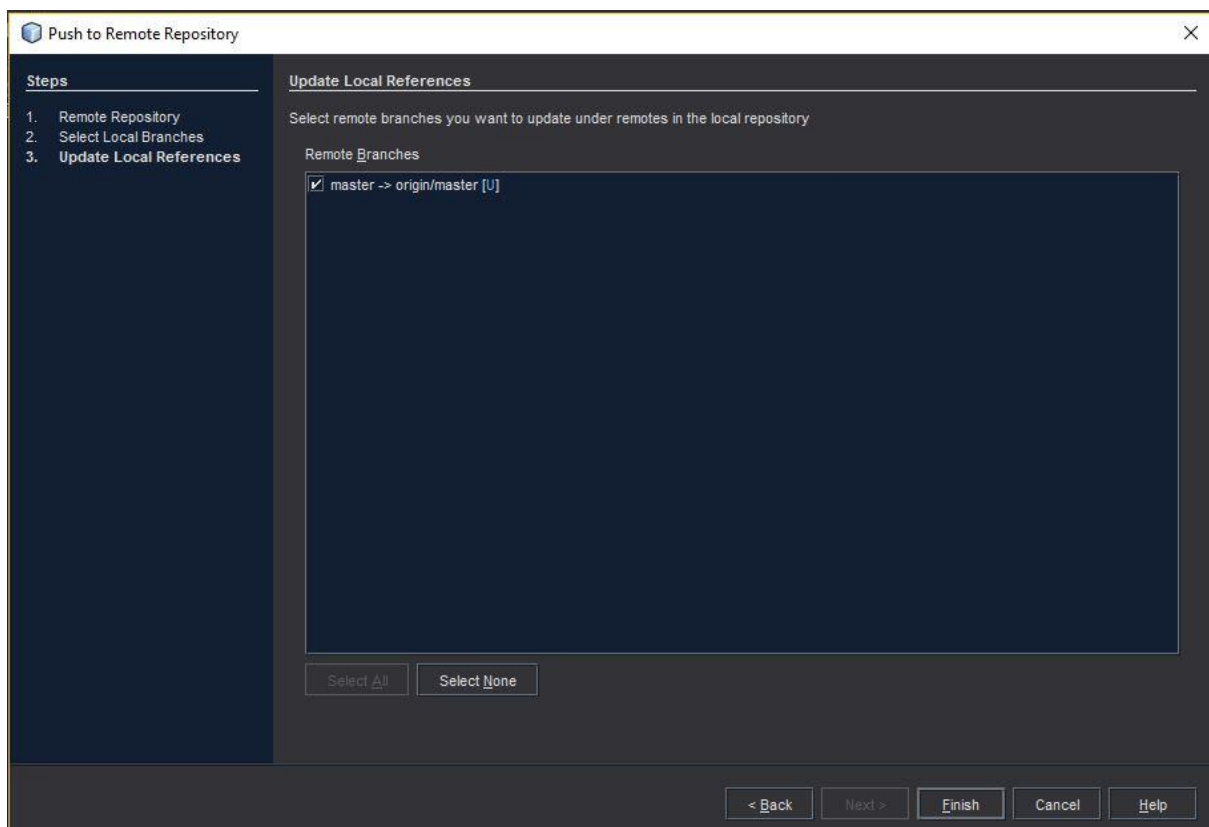 Push to Remote Repository
Steps
1. Remote Repository
2. Select Local Branches
3. Update Local References
Update Local References
Select remote branches you want to update under remotes in the local repository
Remote Branches
master -> origin/master [U]
Select All
Select None
< Back
Next >
Finish
Cancel
Help